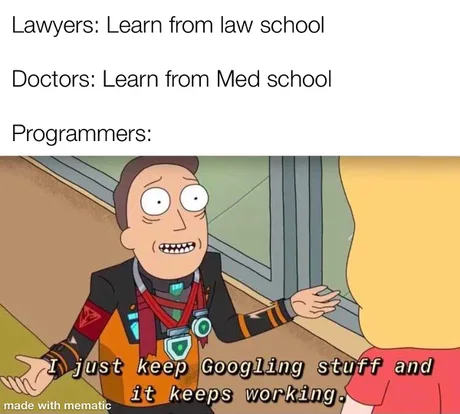 Lawyers: Learn from law school
Doctors: Learn from Med school
Programmers:
I just keep Googling stuff and
it keeps working.
made with mematic